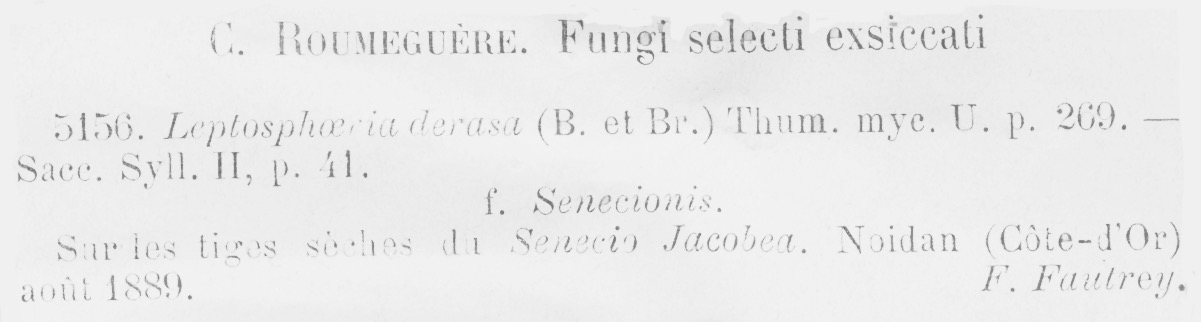 C. ROUMEGUÈRE. Fungi selecti exsiccati
5156. Leptosphæria derasa (B. et Br.) Thum. myc. U. p. 269. —
Sacc. Syll. II, p. 41.
f. Senecionis.
Sur les tiges sèches du Senecio Jacobea. Noidan (Côte-d'Or)
août 1889.
F. Fautrey.